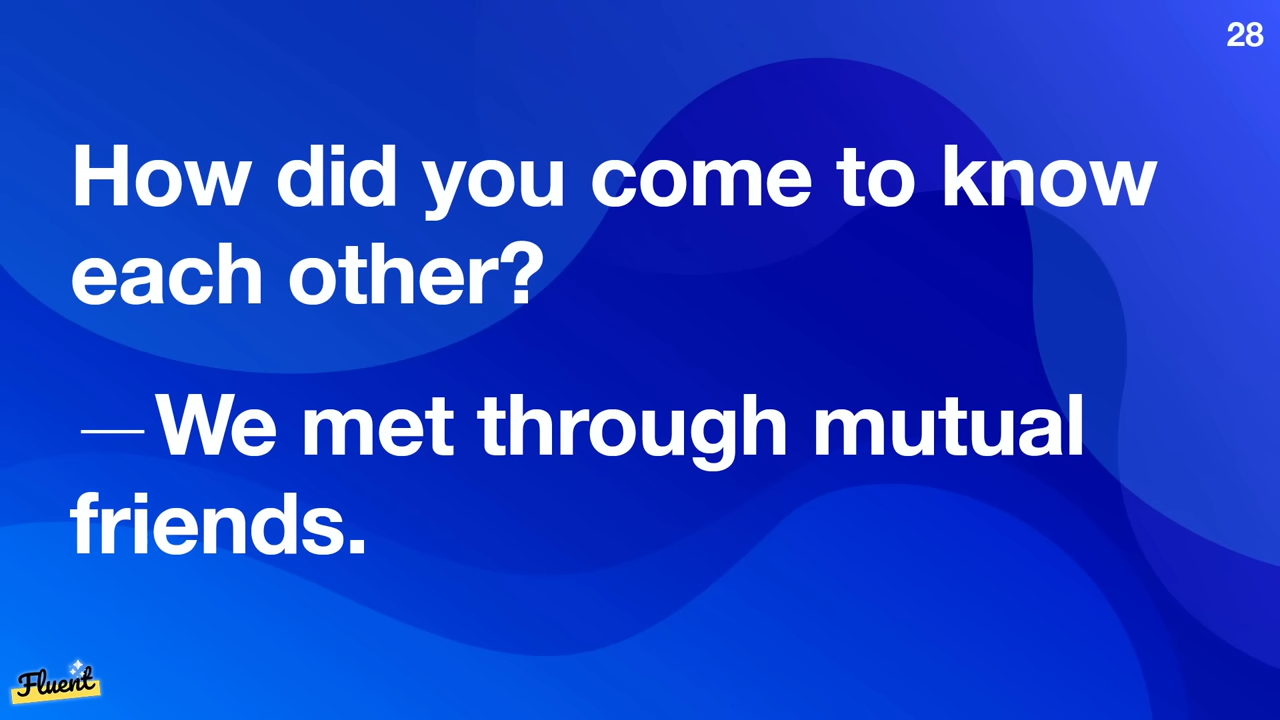 28
How did you come to know
each other?
—We met through mutual
friends.
Fluent